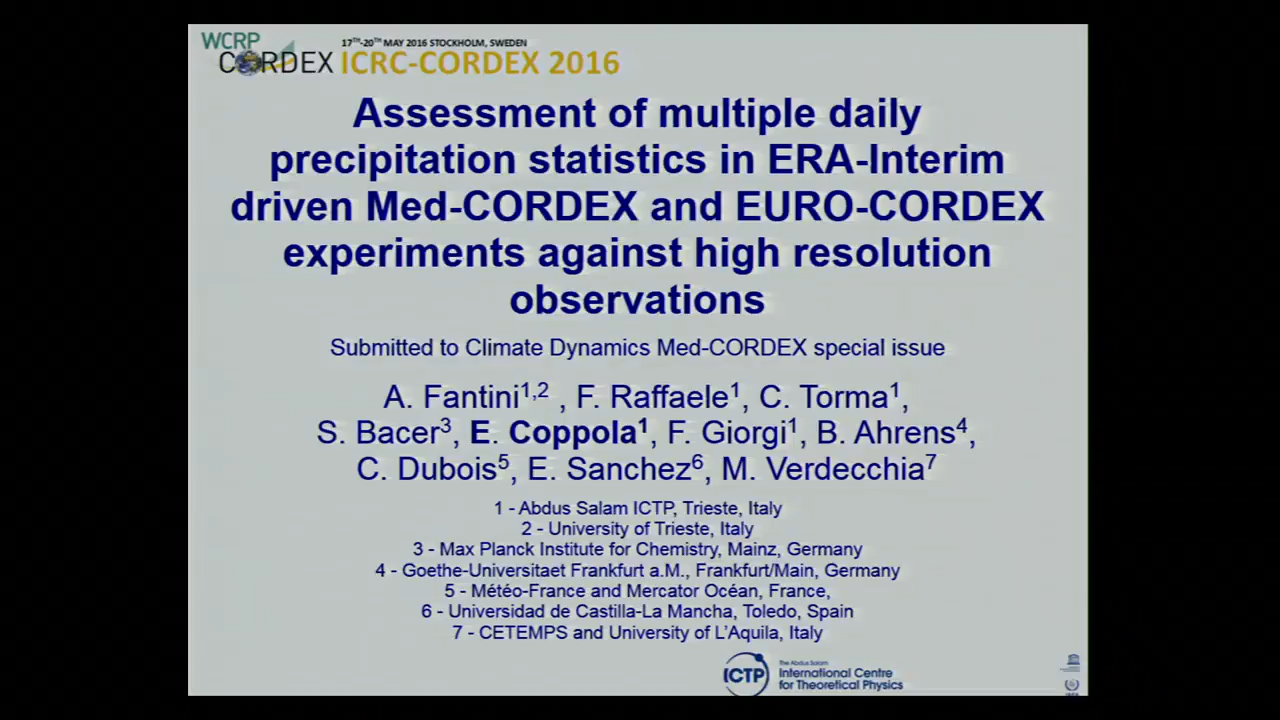 WCRP
CORDEX
17TH-20TH MAY 2016 STOCKHOLM, SWEDEN
ICRC-CORDEX 2016
Assessment of multiple daily
precipitation statistics in ERA-Interim
driven Med-CORDEX and EURO-CORDEX
experiments against high resolution
observations
Submitted to Climate Dynamics Med-CORDEX special issue
A. Fantini1,2 , F. Raffaele1, C. Torma1,
S. Bacer3, E. Coppola1, F. Giorgi1, B. Ahrens4,
C. Dubois5, E. Sanchez6, M. Verdecchia7
1 - Abdus Salam ICTP, Trieste, Italy
2 - University of Trieste, Italy
3 - Max Planck Institute for Chemistry, Mainz, Germany
4 - Goethe-Universitaet Frankfurt a.M., Frankfurt/Main, Germany
5 - Météo-France and Mercator Océan, France,
6 - Universidad de Castilla-La Mancha, Toledo, Spain
7 - CETEMPS and University of L'Aquila, Italy
ICTP
The Abdus Salam
International Centre
for Theoretical Physics